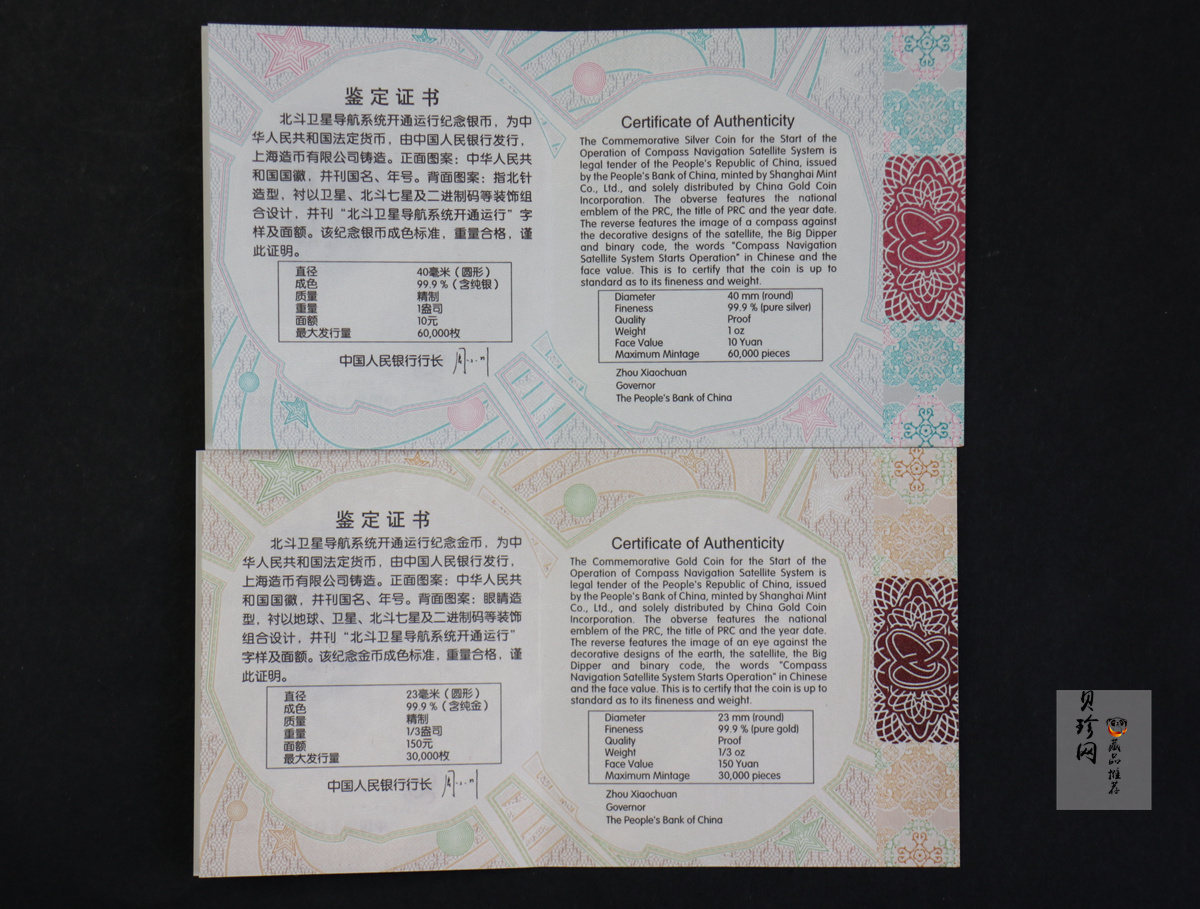 鉴定证书
北斗卫星导航系统开通运行纪念银币，为中
华人民共和国法定货币，由中国人民银行发行，
上海造币有限公司铸造。正面图案：中华人民共
和国国徽，并刊国名、年号。背面图案：指北针
造型，衬以卫星、北斗七星及二进制码等装饰组
合设计，并刊“北斗卫星导航系统开通运行”字
样及面额。该纪念银币成色标准，重量合格，谨
此证明。
直径 40毫米（圆形）
成色 99.9％（含纯银）
质量 精制
重量 1盎司
面额 10元
最大发行量 60,000枚
中国人民银行行长
Certificate of Authenticity
The Commemorative Silver Coin for the Start of the
Operation of Compass Navigation Satellite System is
legal tender of the People's Republic of China, issued
by the People's Bank of China, minted by Shanghai Mint
Co., Ltd., and solely distributed by China Gold Coin
Incorporation. The obverse features the national
emblem of the PRC, the title of PRC and the year date.
The reverse features the image of a compass against
the decorative designs of the satellite, the Big Dipper
and binary code, the words "Compass Navigation
Satellite System Starts Operation" in Chinese and the
face value. This is to certify that the coin is up to
standard as to its fineness and weight.
Diameter 40 mm (round)
Fineness 99.9 % (pure silver)
Quality Proof
Weight 1 oz
Face Value 10 Yuan
Maximum Mintage 60,000 pieces
Zhou Xiaochuan
Governor
The People's Bank of China
鉴定证书
北斗卫星导航系统开通运行纪念金币，为中
华人民共和国法定货币，由中国人民银行发行，
上海造币有限公司铸造。正面图案：中华人民共
和国国徽，并刊国名、年号。背面图案：眼睛造
型，衬以地球、卫星、北斗七星及二进制码等装饰
组合设计，并刊“北斗卫星导航系统开通运行”
字样及面额。该纪念金币成色标准，重量合格，谨
此证明。
直径 23毫米（圆形）
成色 99.9％（含纯金）
质量 精制
重量 1/3盎司
面额 150元
最大发行量 30,000枚
中国人民银行行长
Certificate of Authenticity
The Commemorative Gold Coin for the Start of the
Operation of Compass Navigation Satellite System is
legal tender of the People's Republic of China, issued
by the People's Bank of China, minted by Shanghai Mint
Co., Ltd., and solely distributed by China Gold Coin
Incorporation. The obverse features the national
emblem of the PRC, the title of PRC and the year date.
The reverse features the image of an eye against the
decorative designs of the earth, the satellite, the Big
Dipper and binary code, the words "Compass
Navigation Satellite System Starts Operation" in Chinese
and the face value. This is to certify that the coin is up to
standard as to its fineness and weight.
Diameter 23 mm (round)
Fineness 99.9 % (pure gold)
Quality Proof
Weight 1/3 oz
Face Value 150 Yuan
Maximum Mintage 30,000 pieces
Zhou Xiaochuan
Governor
The People's Bank of China
贝珍网
藏品推荐